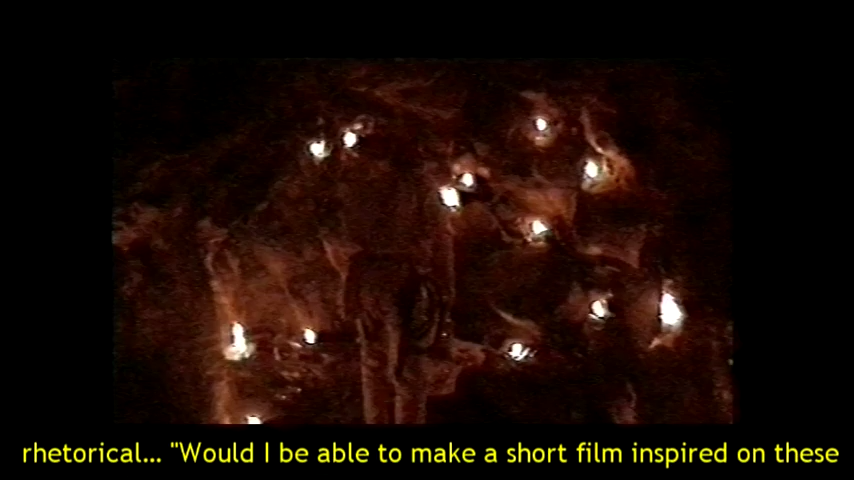 rhetorical... "Would I be able to make a short film inspired on these